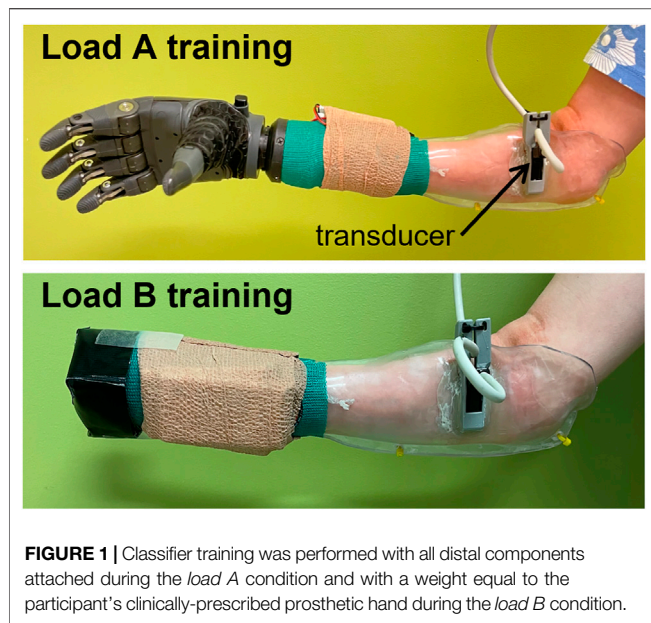 Load A training
transducer
Load B training
FIGURE 1 | Classifier training was performed with all distal components
attached during the load A condition and with a weight equal to the
participant's clinically-prescribed prosthetic hand during the load B condition.